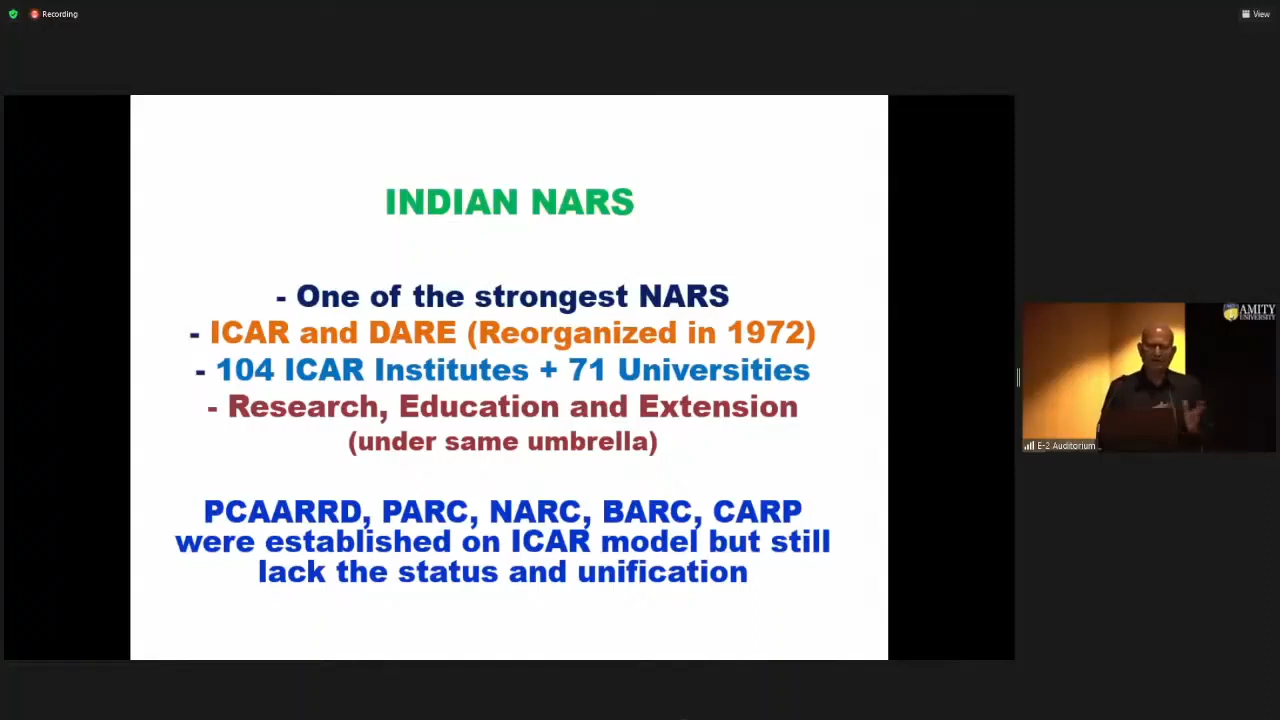 Recording
View
INDIAN NARS
- One of the strongest NARS
- ICAR and DARE (Reorganized in 1972)
- 104 ICAR Institutes + 71 Universities
- Research, Education and Extension
(under same umbrella)
PCAARRD, PARC, NARC, BARC, CARP
were established on ICAR model but still
lack the status and unification
AMITY
UNIVERSITY
E-2 Auditorium